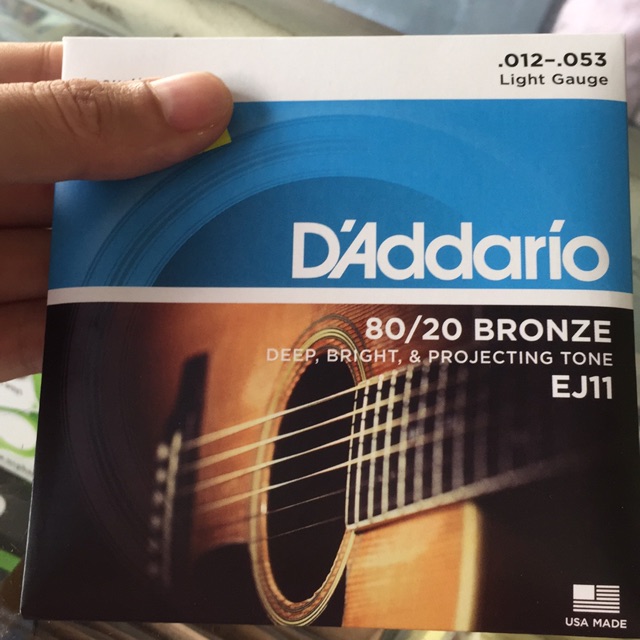 .012–.053
Light Gauge
D'Addario
80/20 BRONZE
DEEP, BRIGHT, & PROJECTING TONE
EJ11
USA MADE